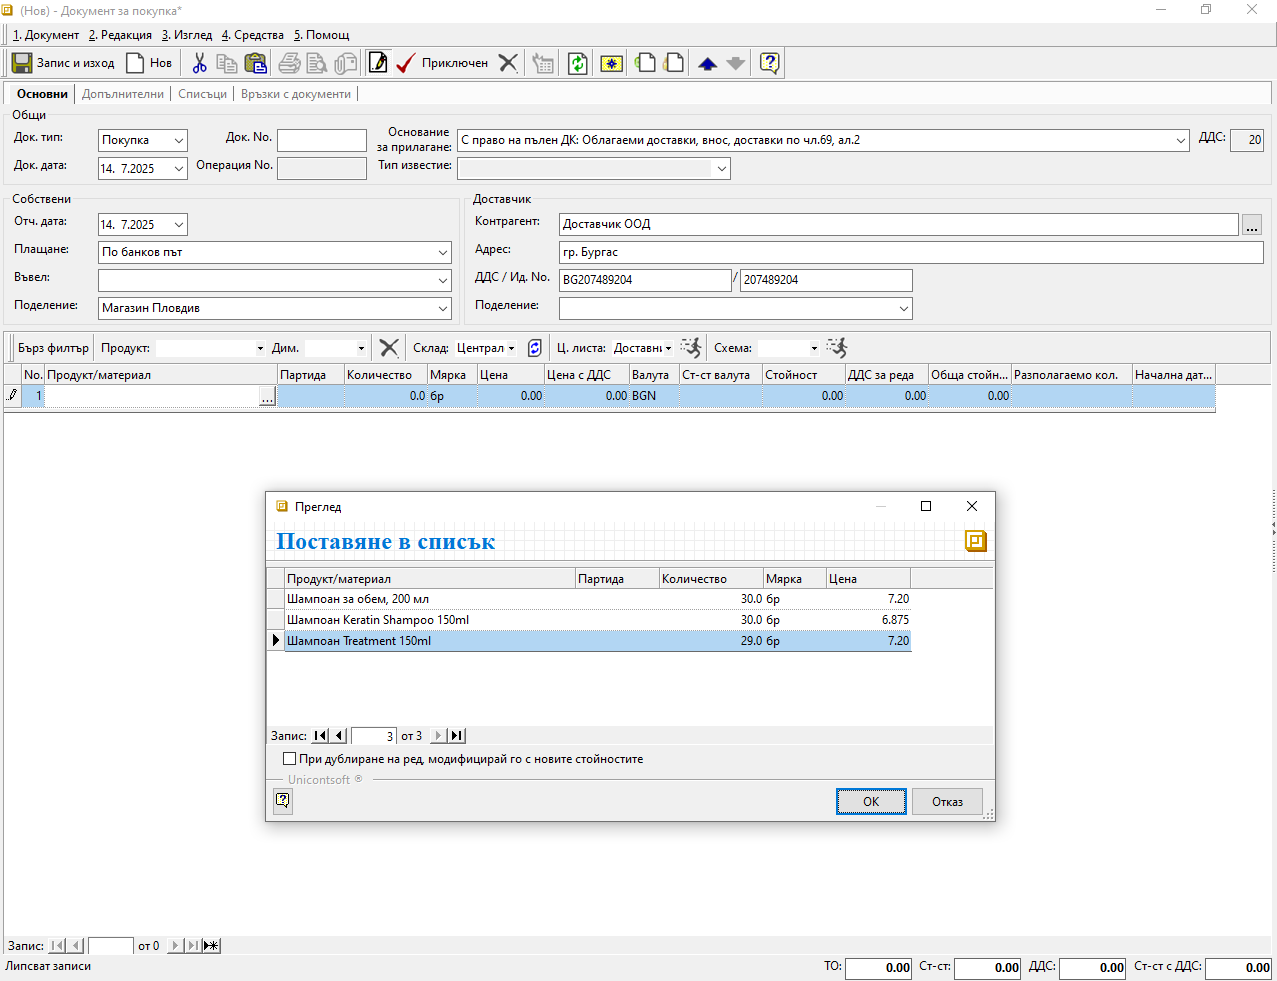 (Нов) - Документ за покупка*
1. Документ 2. Редакция 3. Изглед 4. Средства 5. Помощ
Запис и изход Нов Приключен
Основни Допълнителни Списъци Връзки с документи
Общи
Док. тип: Покупка Док. No. Основание за прилагане: С право на пълен ДК: Облагаеми доставки, внос, доставки по чл.69, ал.2 ДДС: 20
Док. дата: 14. 7.2025 Операция No. Тип известие:
Собствени Доставчик
Отч. дата: 14. 7.2025 Контрагент: Доставчик ООД ...
Плащане: По банков път Адрес: гр. Бургас
Въвел: ДДС / Ид. No. BG207489204 / 207489204
Поделение: Магазин Пловдив Поделение:
Бърз филтър Продукт: Дим. Склад: Централ Ц. листа: Доставн Схема:
No. Продукт/материал Партида Количество Мярка Цена Цена с ДДС Валута Ст-ст валута Стойност ДДС за реда Обща стойн... Разполагаемо кол. Начална дат...
1 ... 0.0 бр 0.00 0.00 BGN 0.00 0.00 0.00
Преглед
Поставяне в списък
Продукт/материал Партида Количество Мярка Цена
Шампоан за обем, 200 мл 30.0 бр 7.20
Шампоан Keratin Shampoo 150ml 30.0 бр 6.875
Шампоан Treatment 150ml 29.0 бр 7.20
Запис: 3 от 3
При дублиране на ред, модифицирай го с новите стойностите
Unicontsoft ®
OK Отказ
Запис: от 0
Липсват записи ТО: 0.00 Ст-ст: 0.00 ДДС: 0.00 Ст-ст с ДДС: 0.00